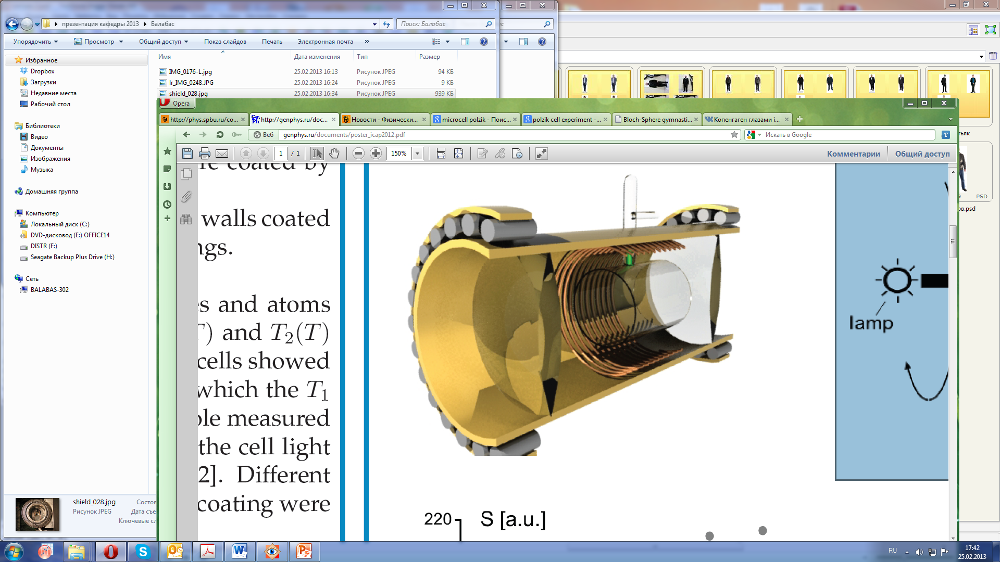 презентация кафедры 2013
Балабас
Поиск: Балабас
Упорядочить
Просмотр
Общий доступ
Показ слайдов
Печать
Электронная почта
»
Имя
Дата изменения
Тип
Размер
IMG_0176-L.jpg 25.02.2013 16:13 Рисунок JPEG 94 КБ
lr_IMG_0248.JPG 25.02.2013 16:24 Рисунок JPEG 9 КБ
shield_028.jpg 25.02.2013 16:34 Рисунок JPEG 939 КБ
Избранное
Dropbox
Загрузки
Недавние места
Рабочий стол
Библиотеки
Видео
Документы
Изображения
Музыка
Домашняя группа
Компьютер
Локальный диск (C:)
DVD-дисковод (E:) OFFICE14
DISTR (F:)
Seagate Backup Plus Drive (H:)
Сеть
BALABAS-302
shield_028.jpg
Рисунок JPEG
Opera
http://phys.spbu.ru/co...
http://genphys.ru/doc...
Новости - Физически...
microcell polzik - Поис...
polzik cell experiment -...
Bloch-Sphere gymnasti...
Копенгаген глазами i...
Веб
genphys.ru/documents/poster_icap2012.pdf
Искать в Google
1 / 1
150%
Комментарии
Общий доступ
coated by
walls coated
ngs.
es and atoms
T) and T₂(T)
cells showed
which the T₁
ole measured
the cell light
2]. Different
coating were
lamp
220
S [a.u.]
PSD
ов.psd
RU
17:42
25.02.2013